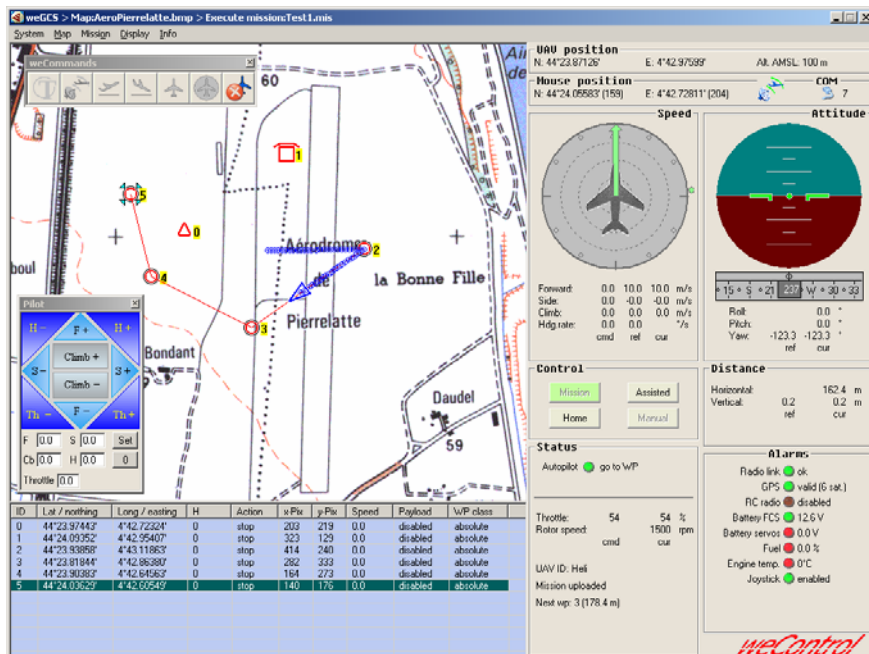 weGCS > Map:AeroPierrelatte.bmp > Execute mission:Test1.mis
System Map Mission Display Info
weCommands
60
1
5
0
Aérodrome
2
4
de
la Bonne Fille
boul
3
Pierrelatte
Pilot
H- F+ H+
Bondant
Climb +
S- S+
Climb -
Th- F- Th+
Daudel
59
F 0.0 S 0.0 Set
Cb 0.0 H 0.0 0
Throttle 0.0
ID Lat / northing Long / easting H Action x Pix y Pix Speed Payload WP class
0 44°23.97443 4°42.72324 0 stop 203 219 0.0 disabled absolute
1 44°24.09352 4°42.95407 0 stop 323 129 0.0 disabled absolute
2 44°23.93858 4°43.11863 0 stop 414 240 0.0 disabled absolute
3 44°23.81844 4°42.86380 0 stop 282 333 0.0 disabled absolute
4 44°23.90383 4°42.64563 0 stop 164 273 0.0 disabled absolute
5 44°24.03629 4°42.60549 0 stop 140 176 0.0 disabled absolute
UAV position
N: 44°23.87126' E: 4°42.97599' Alt. AMSL: 100 m
Mouse position
N: 44°24.05583' (159) E: 4°42.72811' (204)
COM
7
Speed
Forward: 0.0 10.0 10.0 m/s
Side: 0.0 -0.0 -0.0 m/s
Climb: 0.0 0.0 0.0 m/s
Hdg.rate: 0.0 0.0 °/s
cmd ref cur
Attitude
15 S 21 237 W 30 33
Roll: 0.0 °
Pitch: 0.0 °
Yaw: -123.3 -123.3 °
ref cur
Control
Mission Assisted
Home Manual
Distance
Horizontal: 162.4 m
Vertical: 0.2 0.2 m
ref cur
Status
Autopilot go to WP
Throttle: 54 54 %
Rotor speed: 1500 rpm
cmd cur
UAV ID: Heli
Mission uploaded
Next wp: 3 (178.4 m)
Alarms
Radio link ok
GPS valid (6 sat.)
RC radio disabled
Battery FCS 12.6 V
Battery servos 0.0 V
Fuel 0.0 %
Engine temp. 0°C
Joystick enabled
weControl